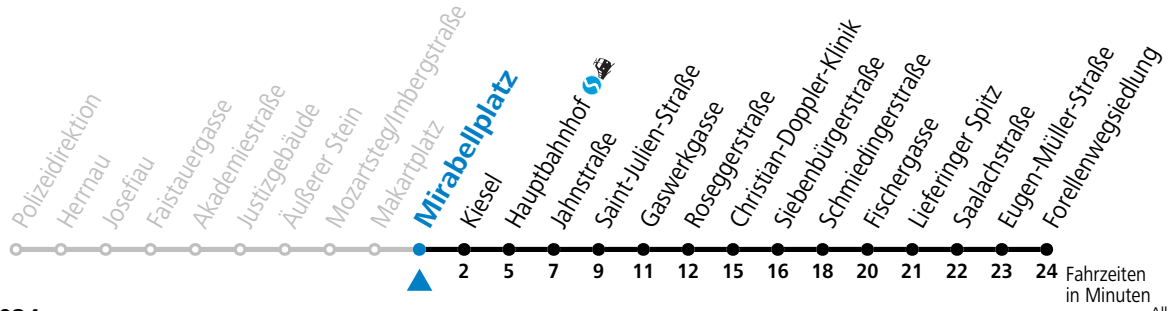 Polizeidirektion
Herrnau
Josefiau
Faistauergasse
Akademiestraße
Justizgebäude
Äußerer Stein
Mozartsteg/Imbergstraße
Makartplatz
Mirabellplatz
Kiesel
Hauptbahnhof
Jahnstraße
Saint-Julien-Straße
Gaswerkgasse
Roseggerstraße
Christian-Doppler-Klinik
Siebenbürgerstraße
Schmiedingerstraße
Fischergasse
Lieferinger Spitz
Saalachstraße
Eugen-Müller-Straße
Forellenwegsiedlung
2 5 7 9 11 12 15 16 18 20 21 22 23 24
Fahrzeiten
in Minuten